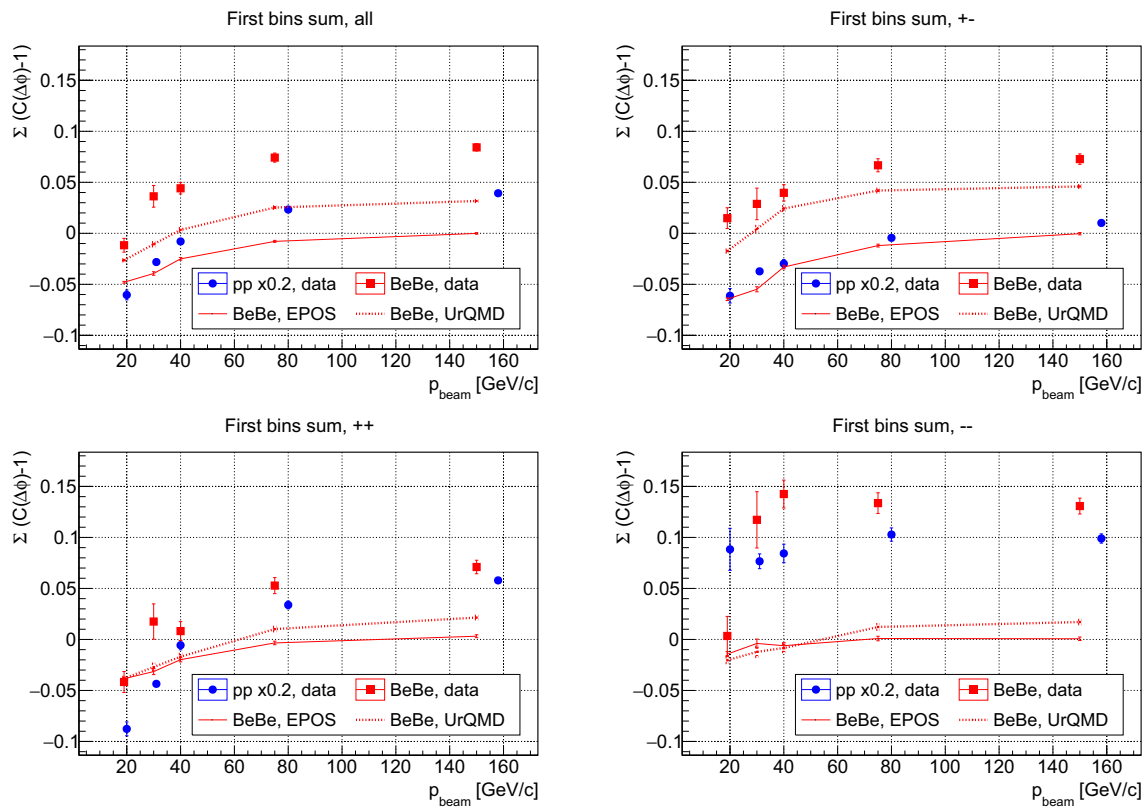 First bins sum, all
Σ (C(Δϕ)-1)
0.15
0.1
0.05
0
−0.05
−0.1
pp x0.2, data
BeBe, data
BeBe, EPOS
BeBe, UrQMD
20 40 60 80 100 120 140 160
p_beam [GeV/c]
First bins sum, +-
Σ (C(Δϕ)-1)
0.15
0.1
0.05
0
−0.05
−0.1
pp x0.2, data
BeBe, data
BeBe, EPOS
BeBe, UrQMD
20 40 60 80 100 120 140 160
p_beam [GeV/c]
First bins sum, ++
Σ (C(Δϕ)-1)
0.15
0.1
0.05
0
−0.05
−0.1
pp x0.2, data
BeBe, data
BeBe, EPOS
BeBe, UrQMD
20 40 60 80 100 120 140 160
p_beam [GeV/c]
First bins sum, --
Σ (C(Δϕ)-1)
0.15
0.1
0.05
0
−0.05
−0.1
pp x0.2, data
BeBe, data
BeBe, EPOS
BeBe, UrQMD
20 40 60 80 100 120 140 160
p_beam [GeV/c]